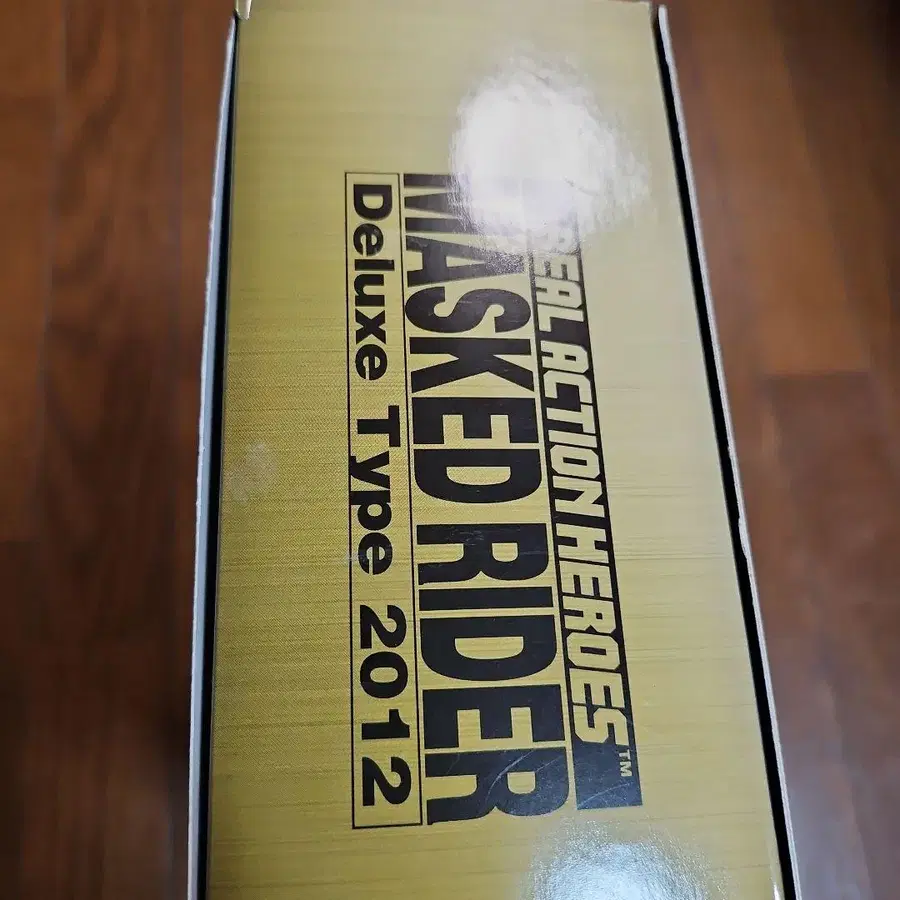 REAL ACTION HEROES™
MASKED RIDER
Deluxe Type 2012